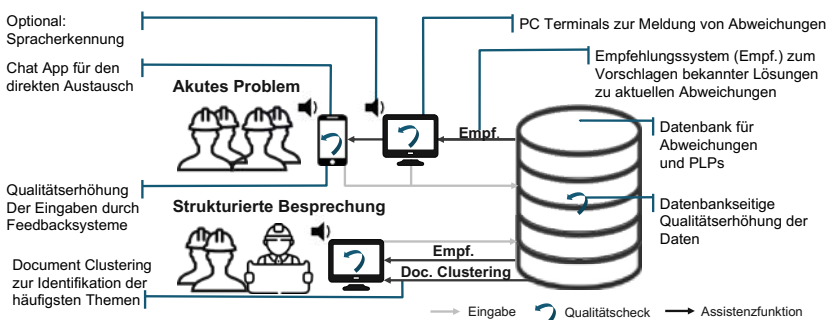 Optional:
Spracherkennung
Chat App für den
direkten Austausch
PC Terminals zur Meldung von Abweichungen
Empfehlungssystem (Empf.) zum
Vorschlagen bekannter Lösungen
zu aktuellen Abweichungen
Akutes Problem
Empf.
Datenbank für
Abweichungen
und PLPs
Qualitätserhöhung
Der Eingaben durch
Feedbacksysteme
Strukturierte Besprechung
Datenbankseitige
Qualitätserhöhung der
Daten
Empf.
Doc. Clustering
Document Clustering
zur Identifikation der
häufigsten Themen
Eingabe
Qualitätscheck
Assistenzfunktion